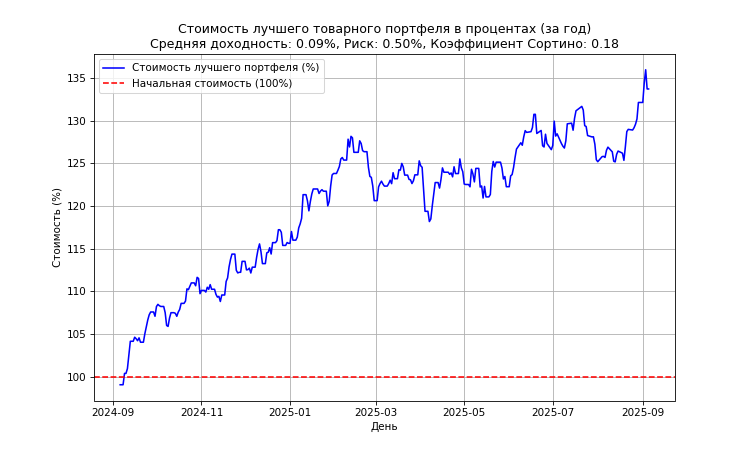 Стоимость лучшего товарного портфеля в процентах (за год)
Средняя доходность: 0.09%, Риск: 0.50%, Коэффициент Сортино: 0.18
Стоимость лучшего портфеля (%)
Начальная стоимость (100%)
Стоимость (%)
135
130
125
120
115
110
105
100
2024-09
2024-11
2025-01
2025-03
2025-05
2025-07
2025-09
День